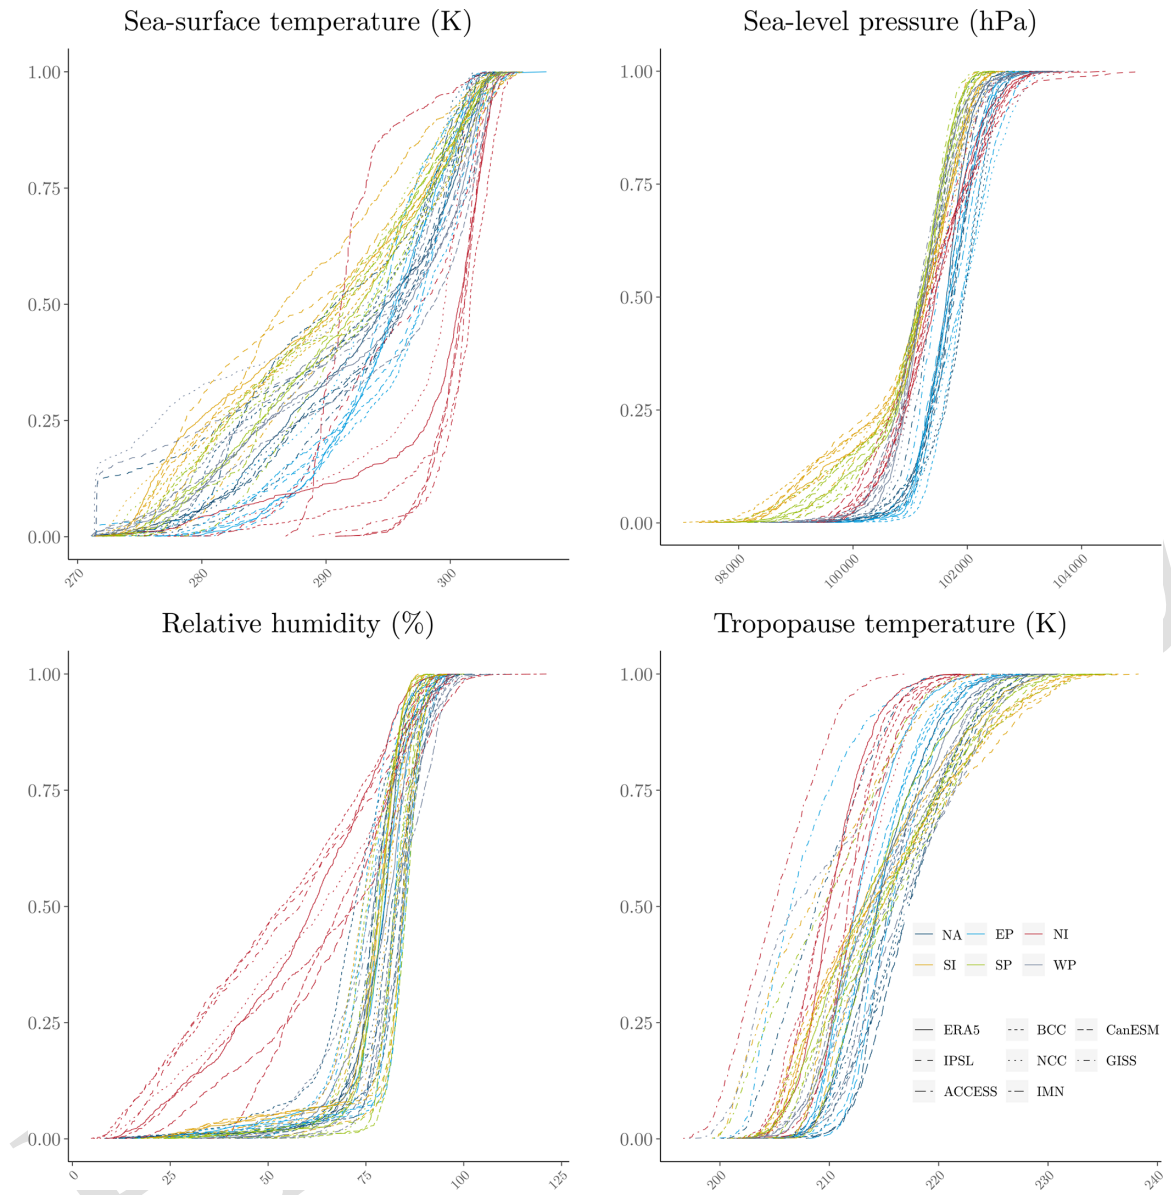 Sea-surface temperature (K)
1.00
0.75
0.50
0.25
0.00
270 280 290 300
Sea-level pressure (hPa)
1.00
0.75
0.50
0.25
0.00
98 000 100 000 102 000 104 000
Relative humidity (%)
1.00
0.75
0.50
0.25
0.00
0 25 50 75 100 125
Tropopause temperature (K)
1.00
0.75
0.50
0.25
0.00
200 210 220 230 240
NA EP NI
SI SP WP
ERA5 BCC CanESM
IPSL NCC GISS
ACCESS IMN